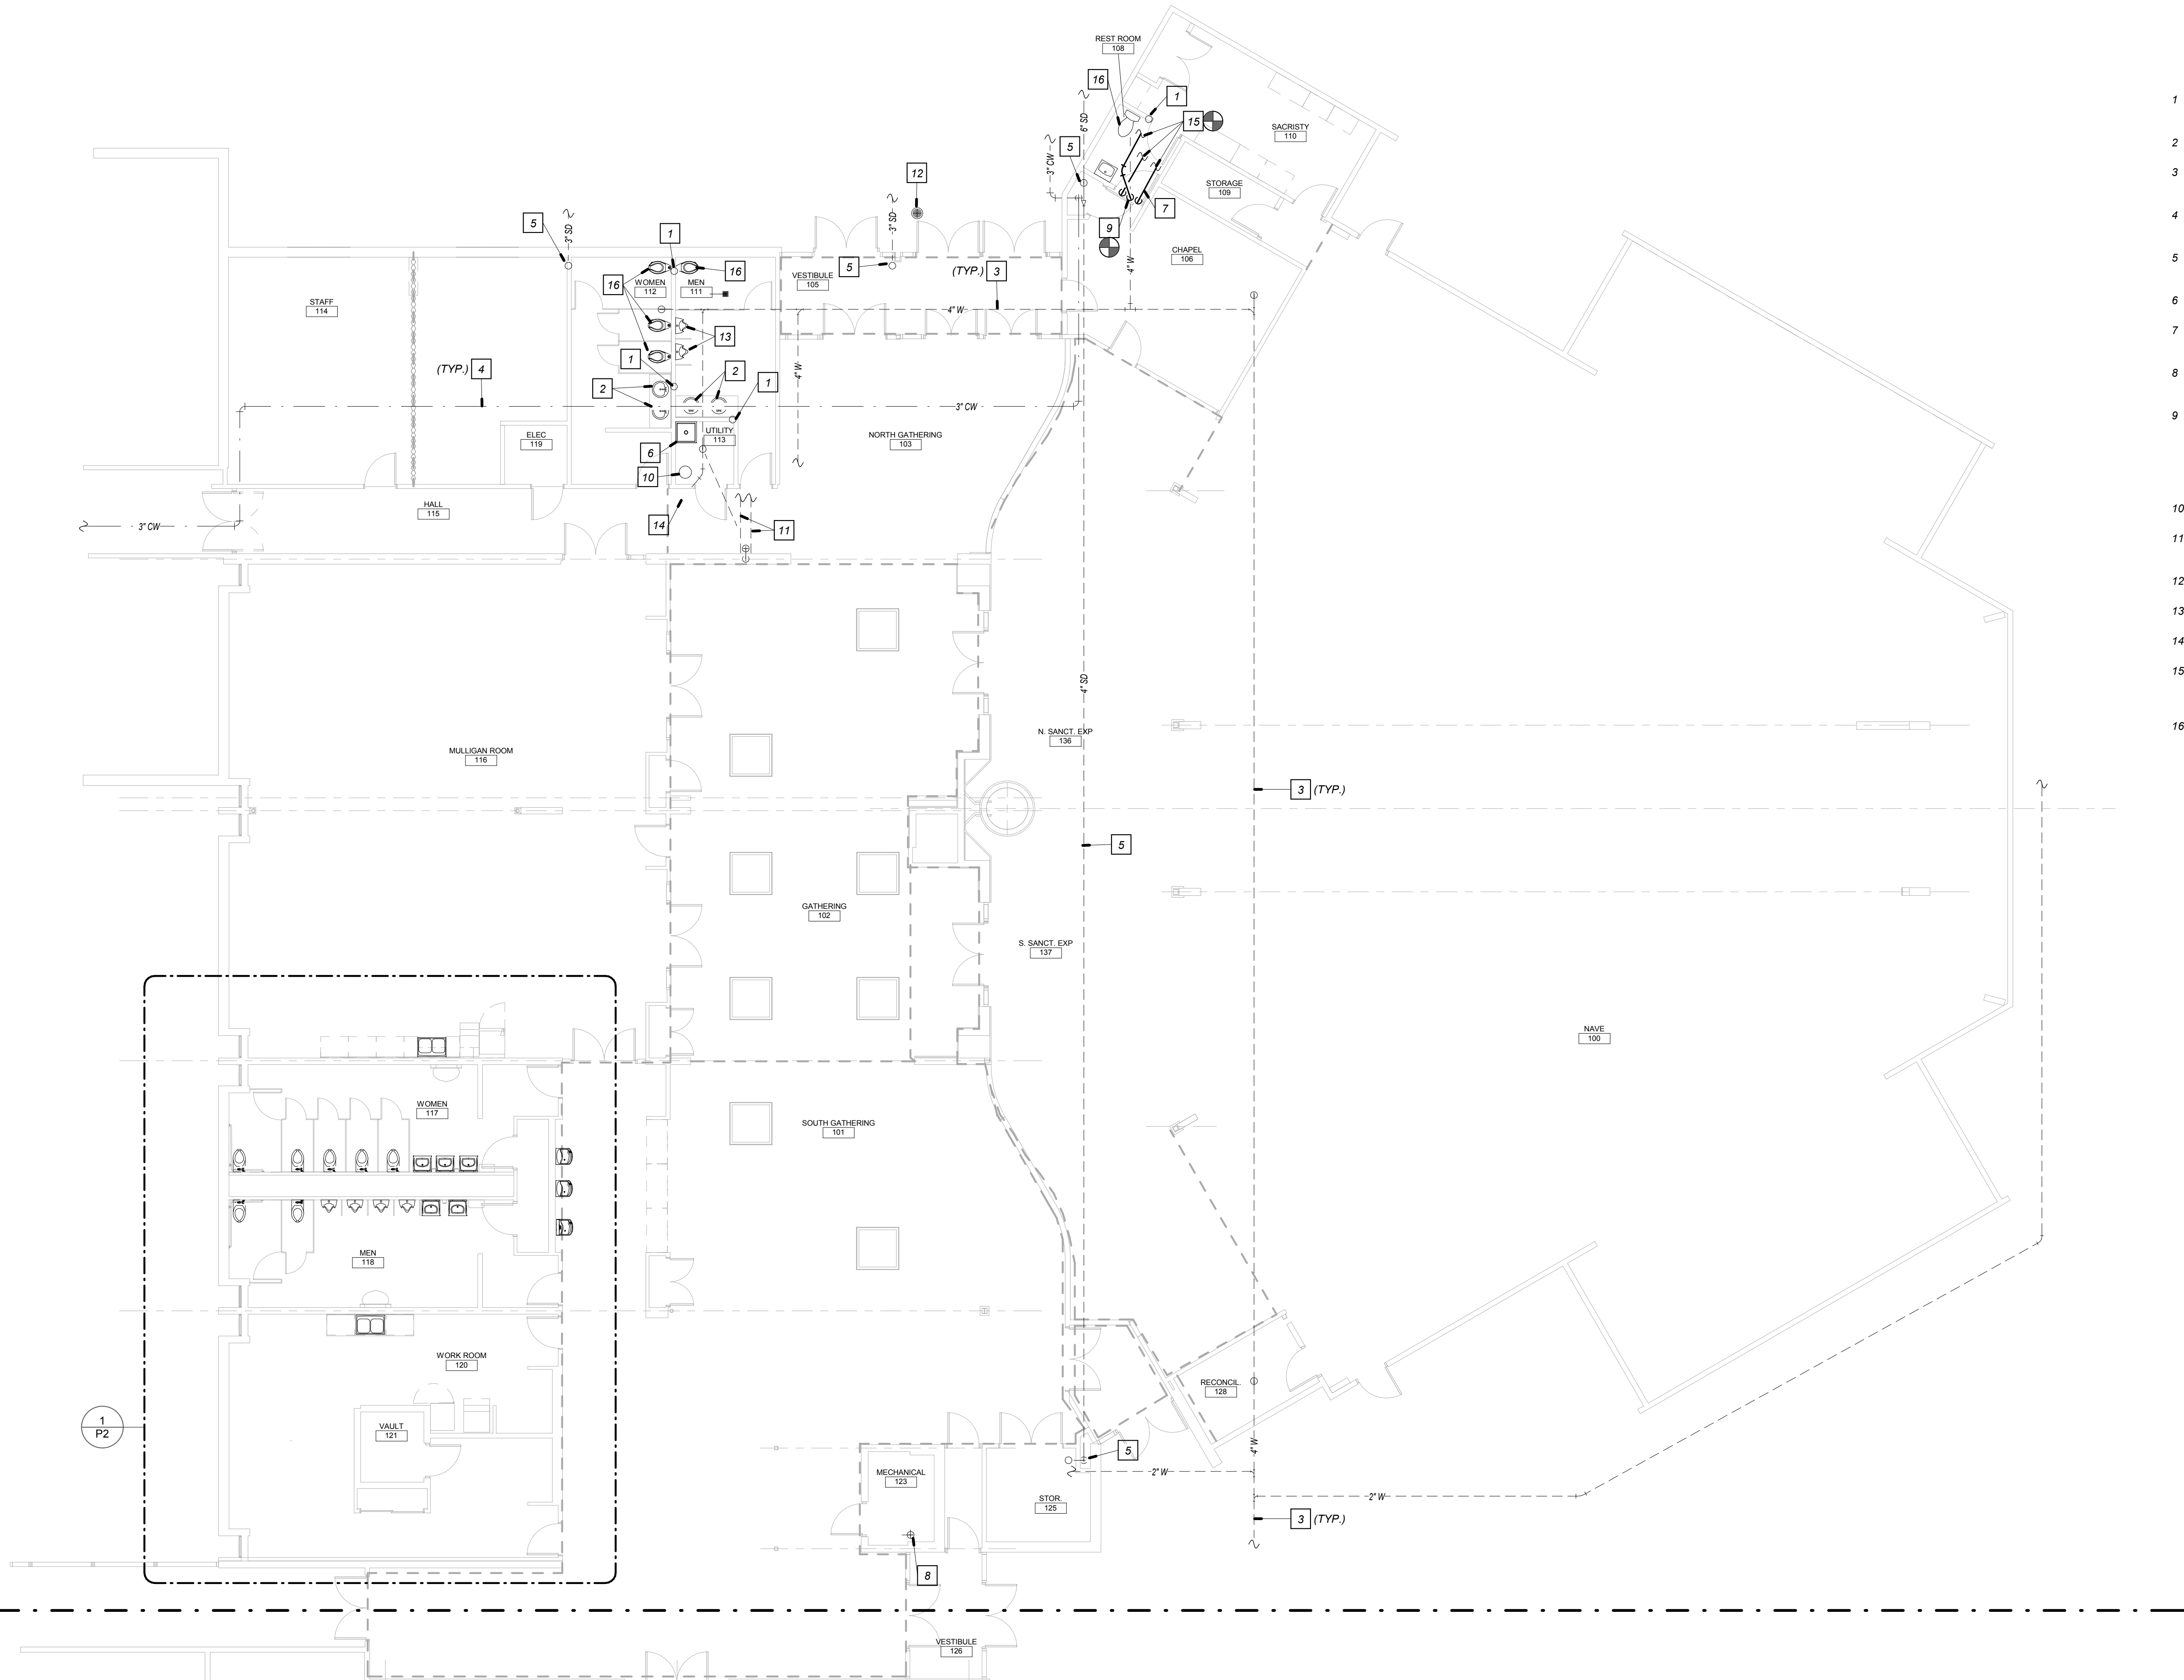 REST ROOM
108
16
1
1
15
SACRISTY
110
6" SD
5
2
3" CW
3
12
STORAGE
109
7
4
5
3" SD
1
3" SD
9
CHAPEL
106
5
16
16
WOMEN
112
MEN
111
VESTIBULE
105
5
(TYP.) 3
4" W
6
STAFF
114
4" W
13
7
(TYP.) 4
1
2
1
4" W
8
2
3" CW
9
ELEC
119
UTILITY
113
NORTH GATHERING
103
6
10
HALL
115
10
3" CW
14
11
11
12
13
14
15
4" SD
16
N. SANCT. EXP
136
MULLIGAN ROOM
116
3 (TYP.)
5
GATHERING
102
S. SANCT. EXP
137
NAVE
100
WOMEN
117
SOUTH GATHERING
101
MEN
118
WORK ROOM
120
RECONCIL.
128
1
P2
VAULT
121
5
4" W
MECHANICAL
123
2" W
STOR.
125
2" W
3 (TYP.)
8
VESTIBULE
126